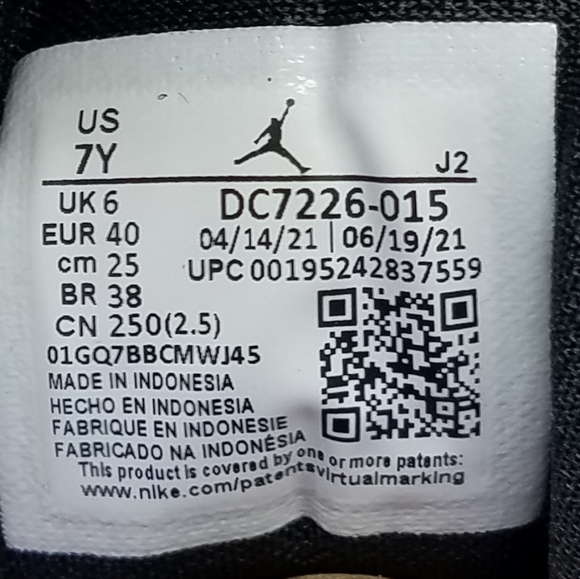 US
7Y
J2
UK 6
DC7226-015
EUR 40
04/14/21 | 06/19/21
cm 25
UPC 00195242837559
BR 38
CN 250(2.5)
01GQ7BBCMWJ45
MADE IN INDONESIA
HECHO EN INDONESIA
FABRIQUE EN INDONESIE
FABRICADO NA INDONÉSIA
This product is covered by one or more patents:
www.nike.com/patentsvirtualmarking